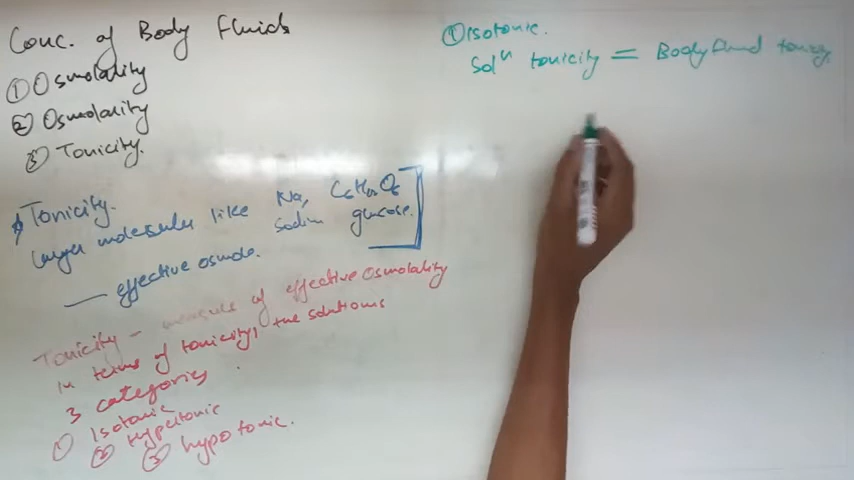 Conc. of Body Fluids
① Osmolality
② Osmolarity
③ Tonicity.
Tonicity.
larger molecules like Na, C6H12O6
sodium glucose.
— effective osmole.
Tonicity – measure of effective osmolality
in terms of tonicity, the solutions
3 categories
① Isotonic
② Hypertonic
③ hypotonic.
① Isotonic.
Solⁿ tonicity = Body fluid tonicity